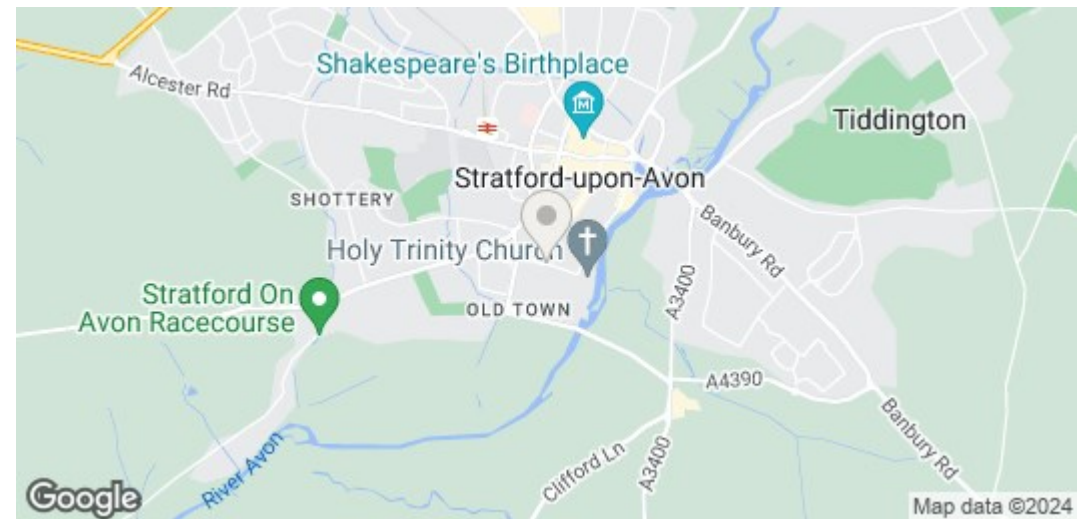 Alcester Rd
Shakespeare's Birthplace
Tiddington
Stratford-upon-Avon
SHOTTERY
Banbury Rd
Holy Trinity Church
Stratford On
Avon Racecourse
OLD TOWN
A3400
A4390
Banbury Rd
River Avon
Clifford Ln
A3400
Google
Map data ©2024